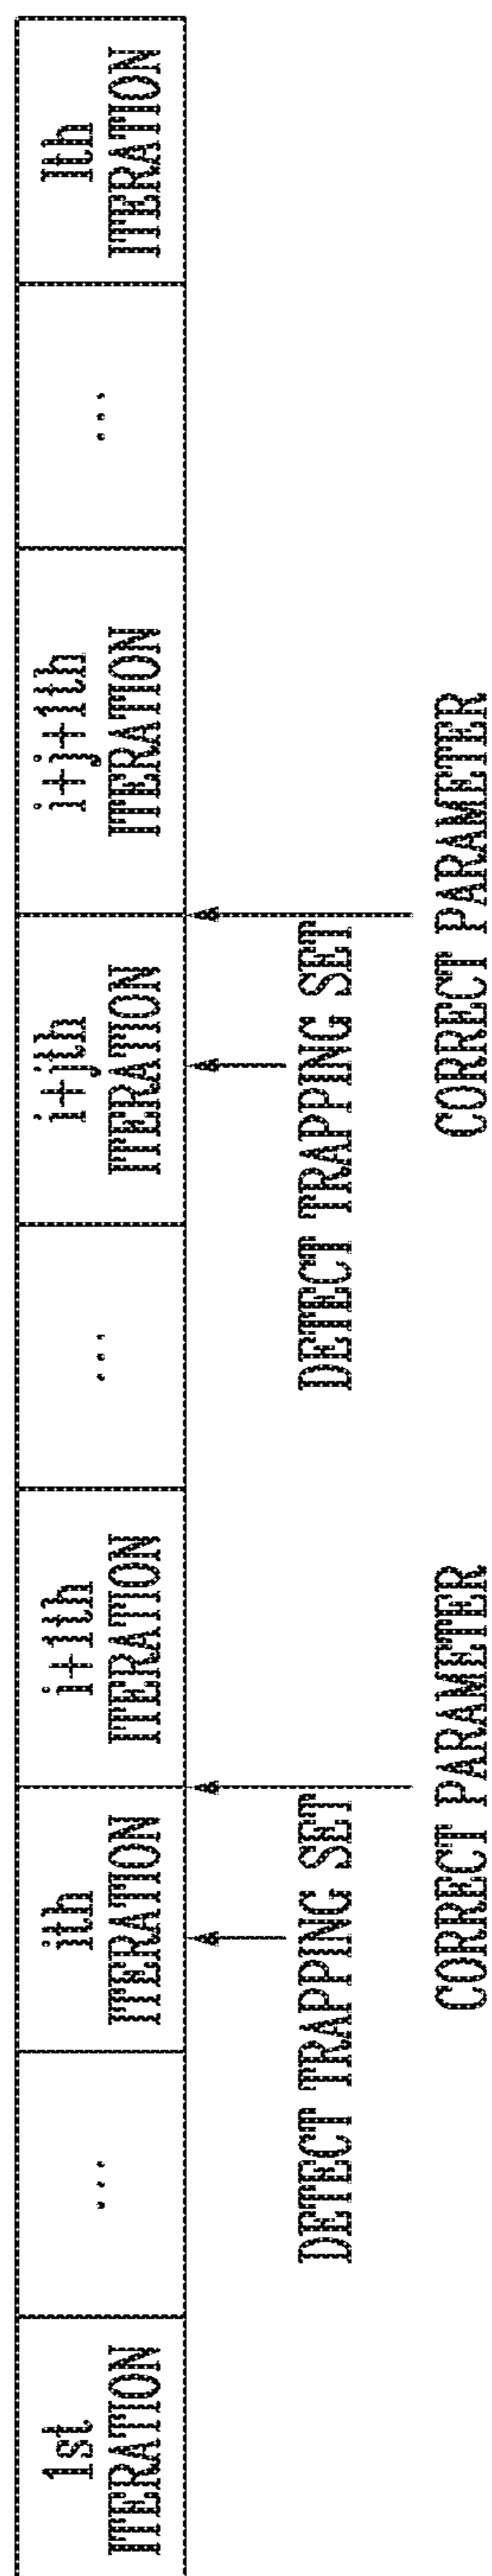 1st
ITERATION
...
ith
ITERATION
i+1th
ITERATION
...
i+jth
ITERATION
i+j+1th
ITERATION
...
Ith
ITERATION
DETECT TRAPPING SET
DETECT TRAPPING SET
CORRECT PARAMETER
CORRECT PARAMETER